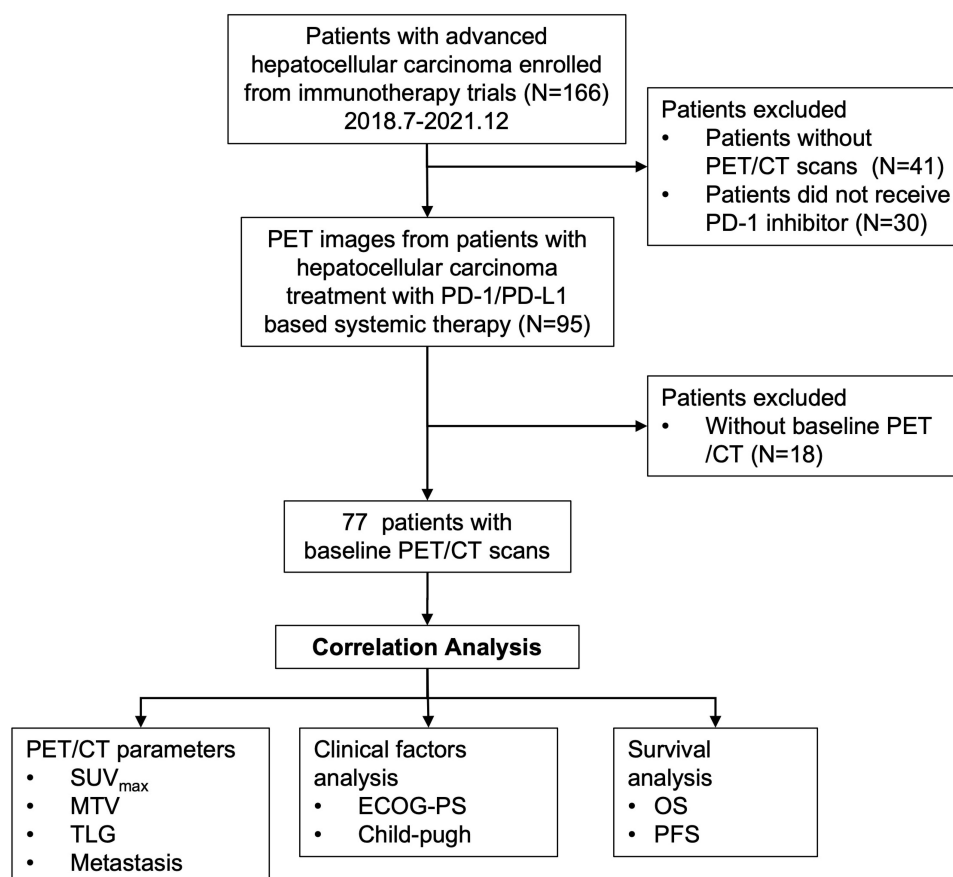 Patients with advanced
hepatocellular carcinoma enrolled
from immunotherapy trials (N=166)
2018.7-2021.12
Patients excluded
• Patients without
PET/CT scans (N=41)
• Patients did not receive
PD-1 inhibitor (N=30)
PET images from patients with
hepatocellular carcinoma
treatment with PD-1/PD-L1
based systemic therapy (N=95)
Patients excluded
• Without baseline PET
/CT (N=18)
77 patients with
baseline PET/CT scans
Correlation Analysis
PET/CT parameters
• SUVmax
• MTV
• TLG
• Metastasis
Clinical factors
analysis
• ECOG-PS
• Child-pugh
Survival
analysis
• OS
• PFS